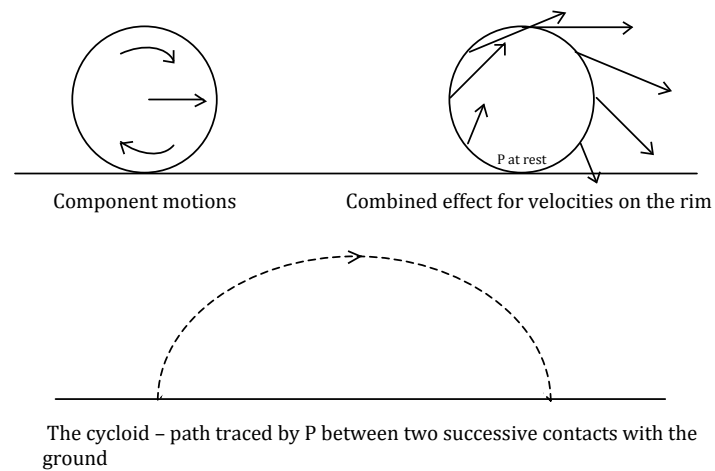 P at rest
Component motions
Combined effect for velocities on the rim
The cycloid – path traced by P between two successive contacts with the
ground